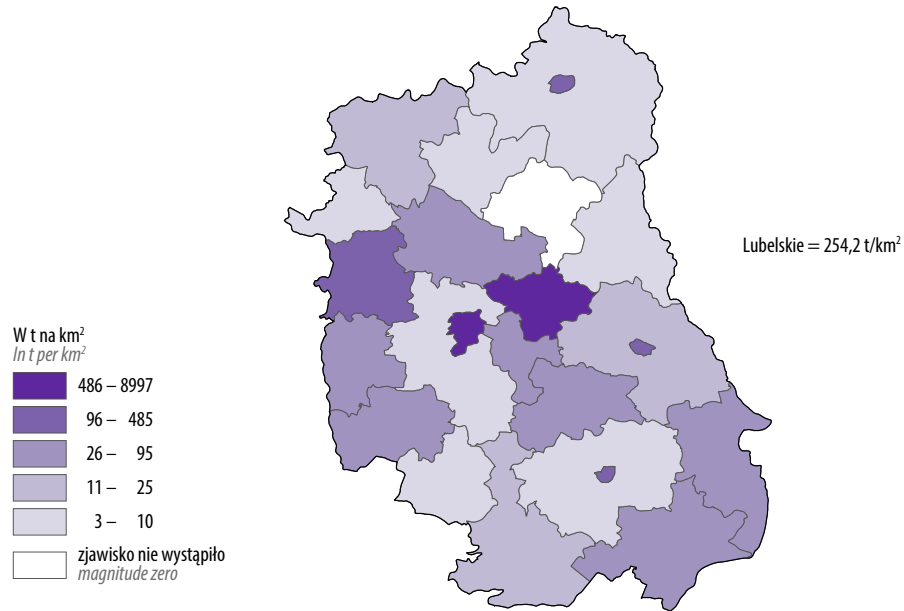 Lubelskie = 254,2 t/km²
W t na km²
In t per km²
486 – 8997
96 – 485
26 – 95
11 – 25
3 – 10
zjawisko nie wystąpiło
magnitude zero